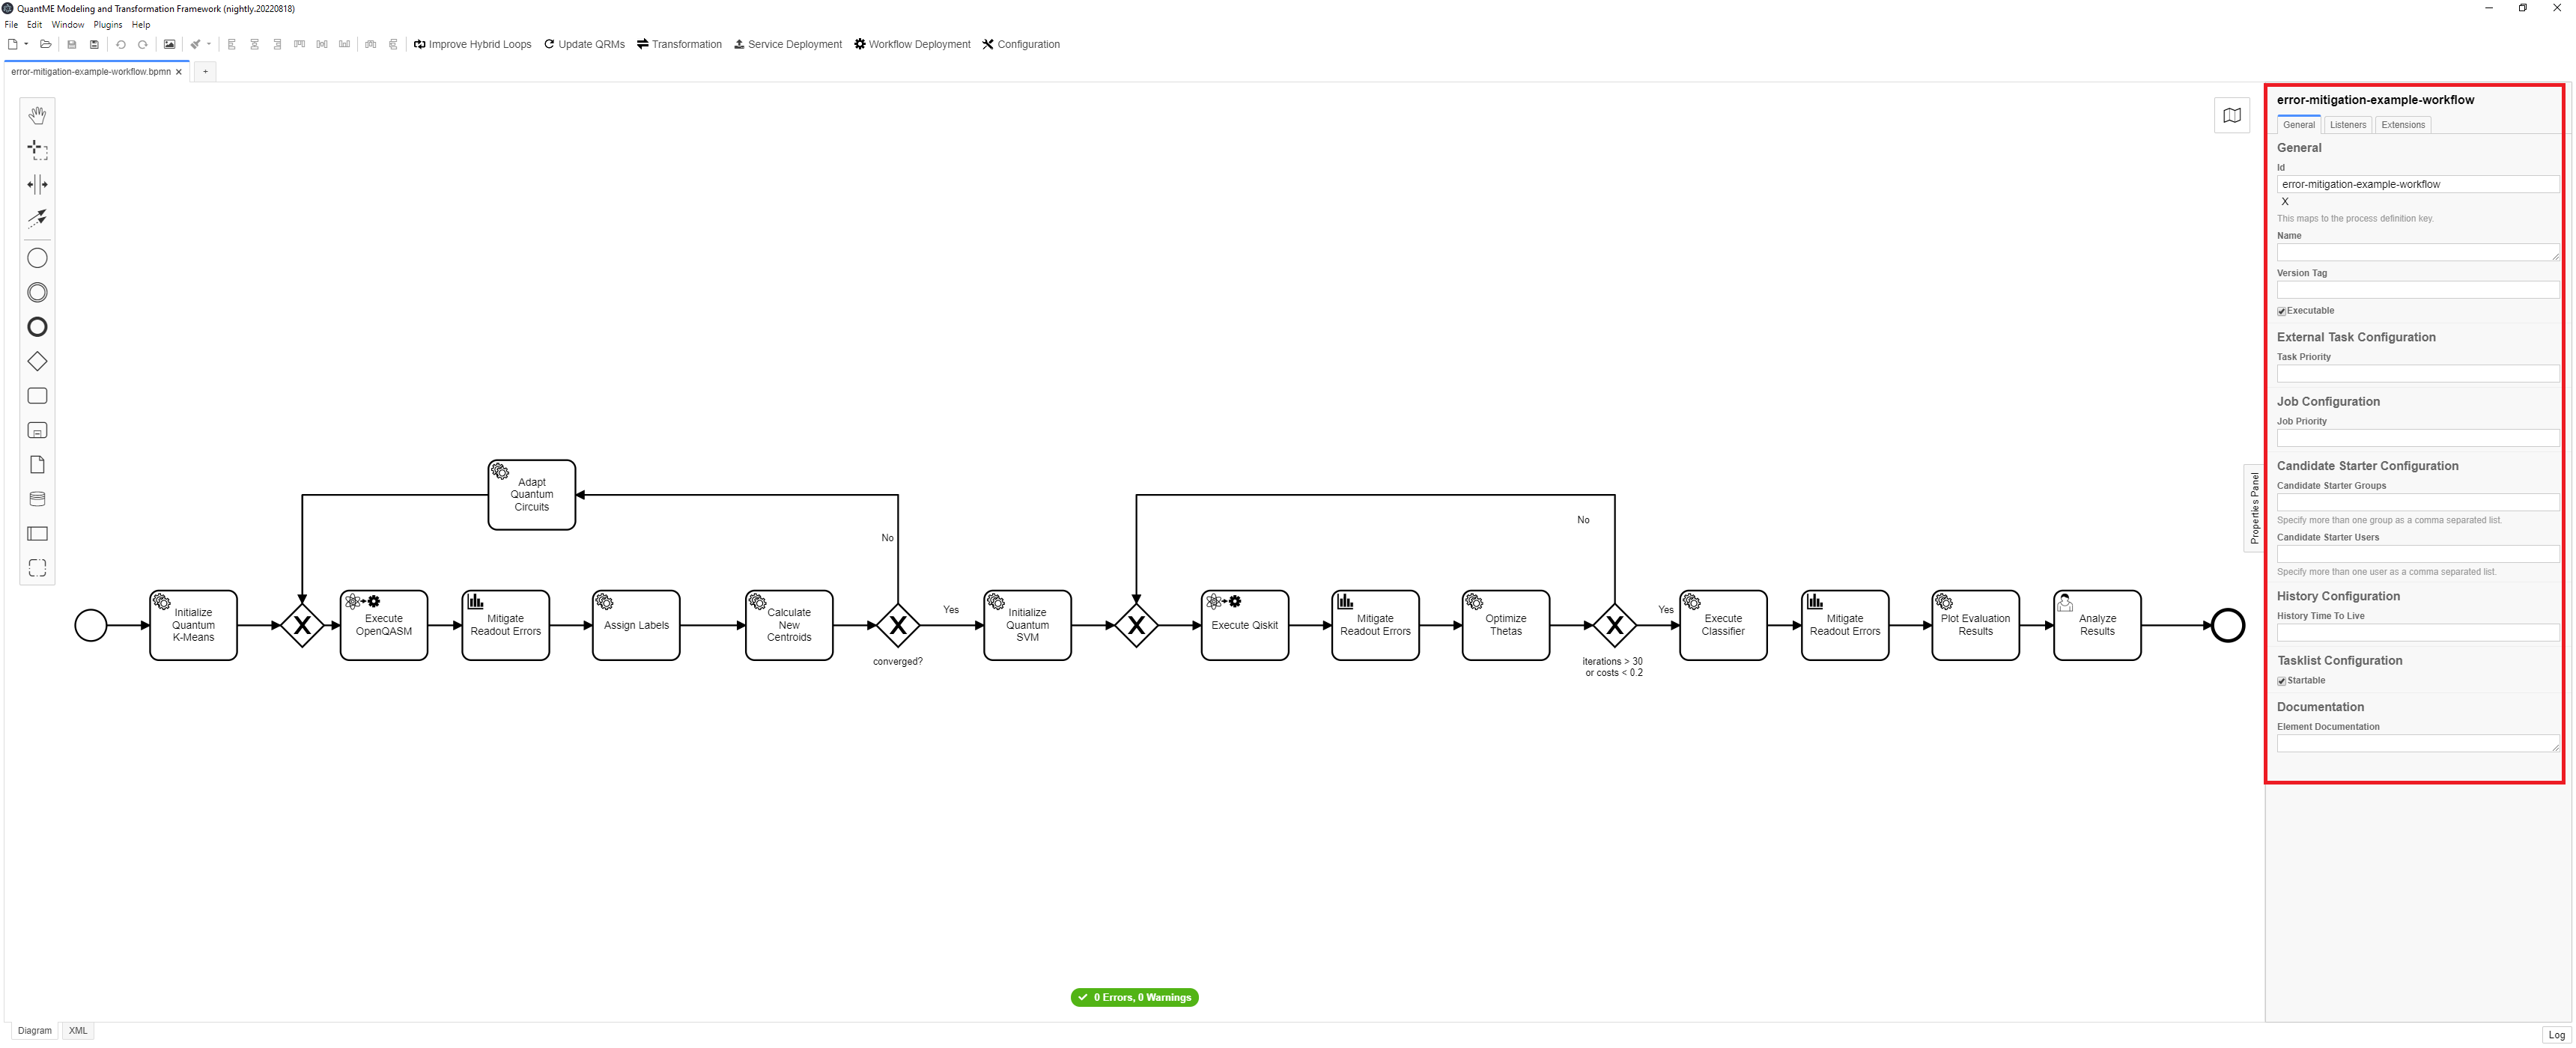 QuantME Modeling and Transformation Framework (nightly.20220818)
File Edit Window Plugins Help
Improve Hybrid Loops Update QRMs Transformation Service Deployment Workflow Deployment Configuration
error-mitigation-example-workflow.bpmn × +
Adapt
Quantum
Circuits
No
No
Initialize
Quantum
K-Means
X
Execute
OpenQASM
Mitigate
Readout Errors
Assign Labels
Calculate
New
Centroids
X
converged?
Yes
Initialize
Quantum
SVM
X
Execute Qiskit
Mitigate
Readout Errors
Optimize
Thetas
X
iterations > 30
or costs < 0.2
Yes
Execute
Classifier
Mitigate
Readout Errors
Plot Evaluation
Results
Analyze
Results
0 Errors, 0 Warnings
Properties Panel
error-mitigation-example-workflow
General Listeners Extensions
General
Id
error-mitigation-example-workflow
X
This maps to the process definition key.
Name
Version Tag
Executable
External Task Configuration
Task Priority
Job Configuration
Job Priority
Candidate Starter Configuration
Candidate Starter Groups
Specify more than one group as a comma separated list.
Candidate Starter Users
Specify more than one user as a comma separated list.
History Configuration
History Time To Live
Tasklist Configuration
Startable
Documentation
Element Documentation
Diagram XML
Log